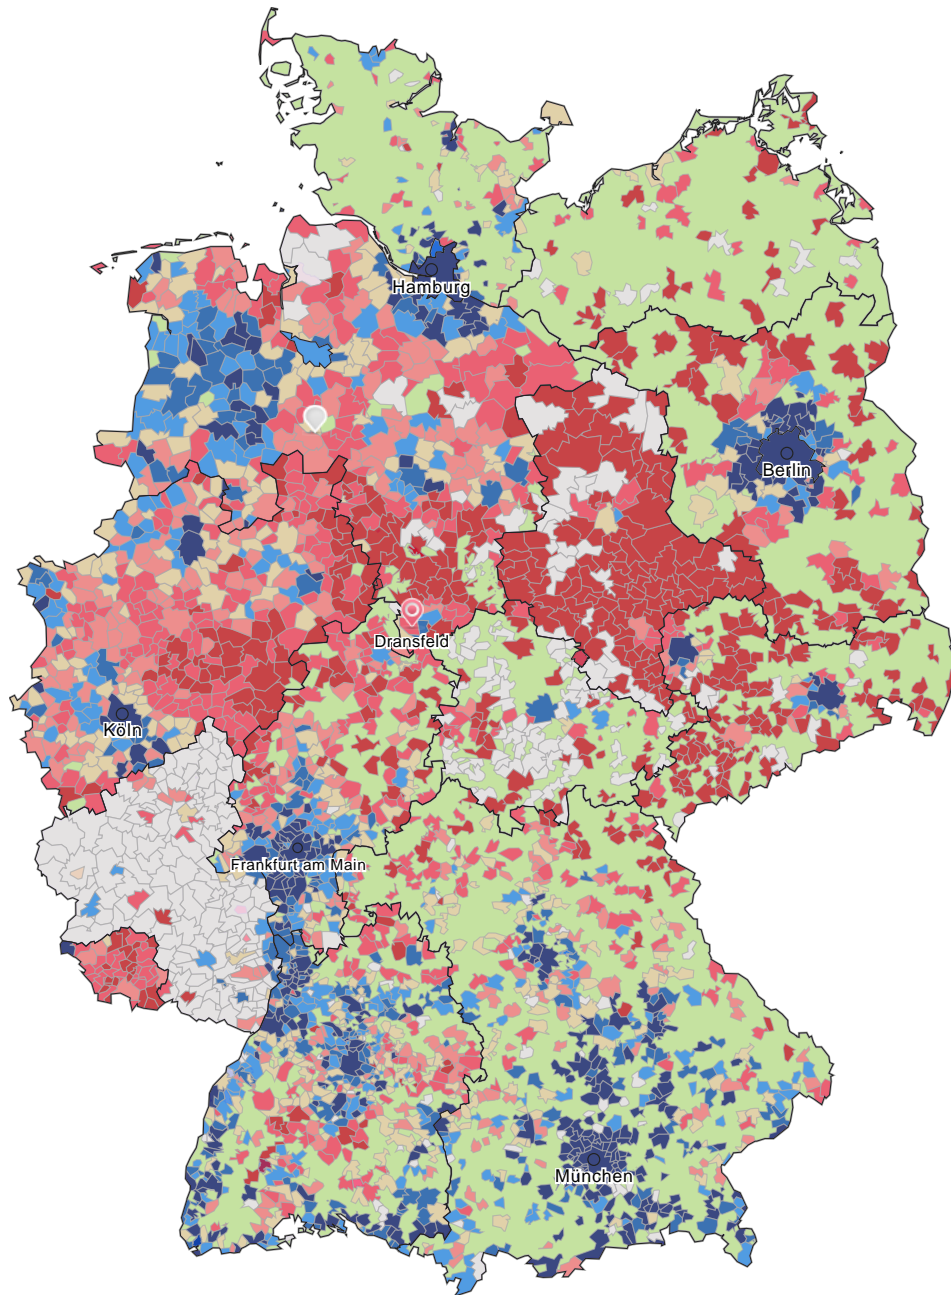 Hamburg
Berlin
Dransfeld
Köln
Frankfurt am Main
München